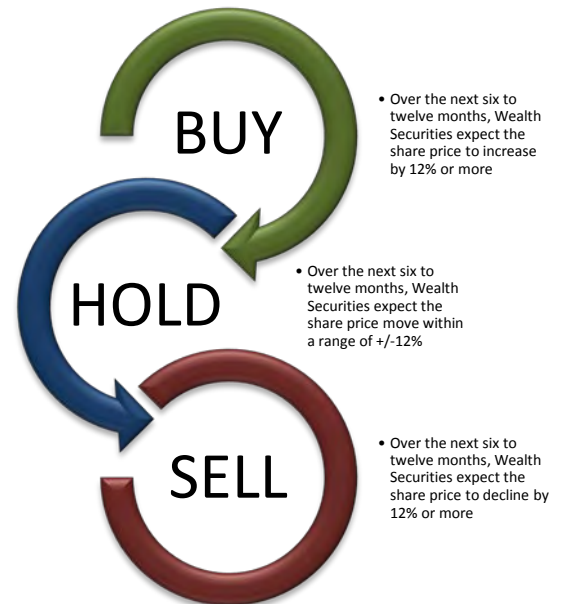 BUY
• Over the next six to
twelve months, Wealth
Securities expect the
share price to increase
by 12% or more
HOLD
• Over the next six to
twelve months, Wealth
Securities expect the
share price move within
a range of +/-12%
SELL
• Over the next six to
twelve months, Wealth
Securities expect the
share price to decline by
12% or more